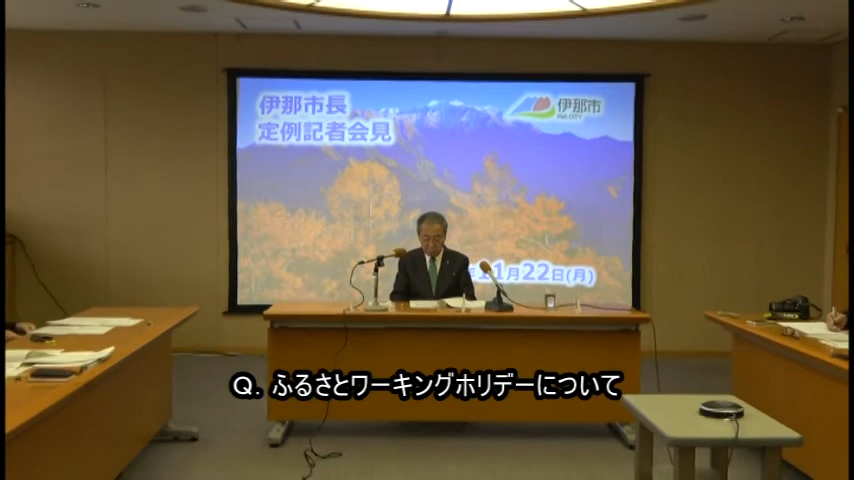 伊那市長
定例記者会見
伊那市
INA CITY
年11月22日(月)
Q. ふるさとワーキングホリデーについて